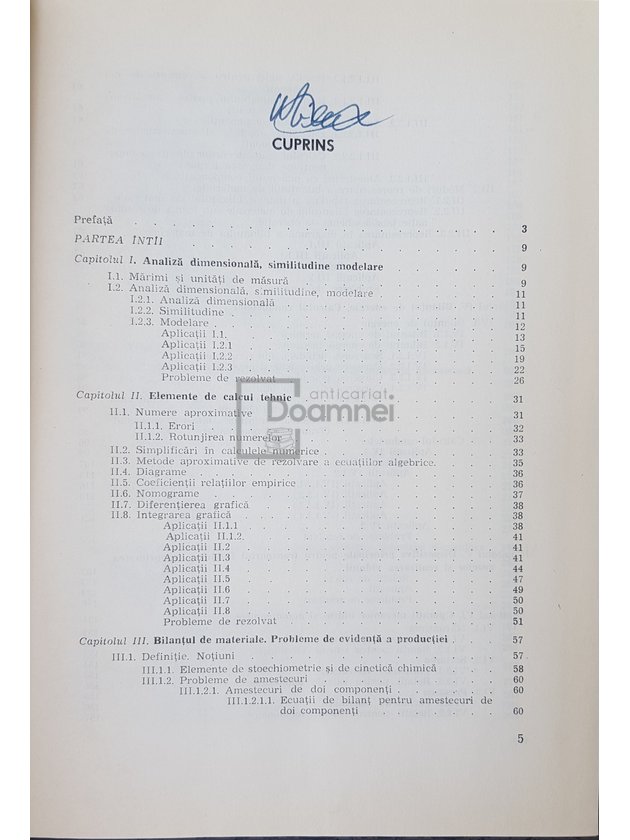 CUPRINS
Prefață . . . 3
PARTEA ÎNTÎI . . . 9
Capitolul I. Analiză dimensională, similitudine modelare . . . 9
I.1. Mărimi și unități de măsură . . . 9
I.2. Analiză dimensională, s.militudine, modelare . . . 11
I.2.1. Analiză dimensională . . . 11
I.2.2. Similitudine . . . 11
I.2.3. Modelare . . . 12
Aplicații I.1. . . . 13
Aplicații I.2.1 . . . 15
Aplicații I.2.2 . . . 19
Aplicații I.2.3 . . . 22
Probleme de rezolvat . . . 26
anticariat
Doamnei
Capitolul II. Elemente de calcul tehnic . . . 31
II.1. Numere aproximative . . . 31
II.1.1. Erori . . . 32
II.1.2. Rotunjirea numerelor . . . 33
II.2. Simplificări în calculele numerice . . . 33
II.3. Metode aproximative de rezolvare a ecuațiilor algebrice. . . . 35
II.4. Diagrame . . . 36
II.5. Coeficienții relațiilor empirice . . . 36
II.6. Nomograme . . . 37
II.7. Diferențierea grafică . . . 38
II.8. Integrarea grafică . . . 38
Aplicații II.1.1 . . . 38
Aplicații II.1.2. . . . 41
Aplicații II.2 . . . 41
Aplicații II.3 . . . 41
Aplicații II.4 . . . 44
Aplicații II.5 . . . 47
Aplicații II.6 . . . 49
Aplicații II.7 . . . 50
Aplicații II.8 . . . 50
Probleme de rezolvat . . . 51
Capitolul III. Bilanțul de materiale. Probleme de evidență a producției . . . 57
III.1. Definiție. Noțiuni . . . 57
III.1.1. Elemente de stoechiometrie și de cinetică chimică . . . 58
III.1.2. Probleme de amestecuri . . . 60
III.1.2.1. Amestecuri de doi componenți . . . 60
III.1.2.1.1. Ecuații de bilanț pentru amestecuri de
doi componenți . . . 60
5